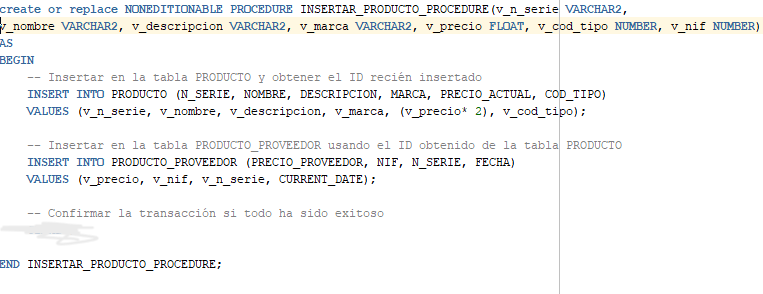 create or replace NONEDITIONABLE PROCEDURE INSERTAR_PRODUCTO_PROCEDURE(v_n_serie VARCHAR2,
v_nombre VARCHAR2, v_descripcion VARCHAR2, v_marca VARCHAR2, v_precio FLOAT, v_cod_tipo NUMBER, v_nif NUMBER)
AS
BEGIN
-- Insertar en la tabla PRODUCTO y obtener el ID recién insertado
INSERT INTO PRODUCTO (N_SERIE, NOMBRE, DESCRIPCION, MARCA, PRECIO_ACTUAL, COD_TIPO)
VALUES (v_n_serie, v_nombre, v_descripcion, v_marca, (v_precio* 2), v_cod_tipo);
-- Insertar en la tabla PRODUCTO_PROVEEDOR usando el ID obtenido de la tabla PRODUCTO
INSERT INTO PRODUCTO_PROVEEDOR (PRECIO_PROVEEDOR, NIF, N_SERIE, FECHA)
VALUES (v_precio, v_nif, v_n_serie, CURRENT_DATE);
-- Confirmar la transacción si todo ha sido exitoso
END INSERTAR_PRODUCTO_PROCEDURE;